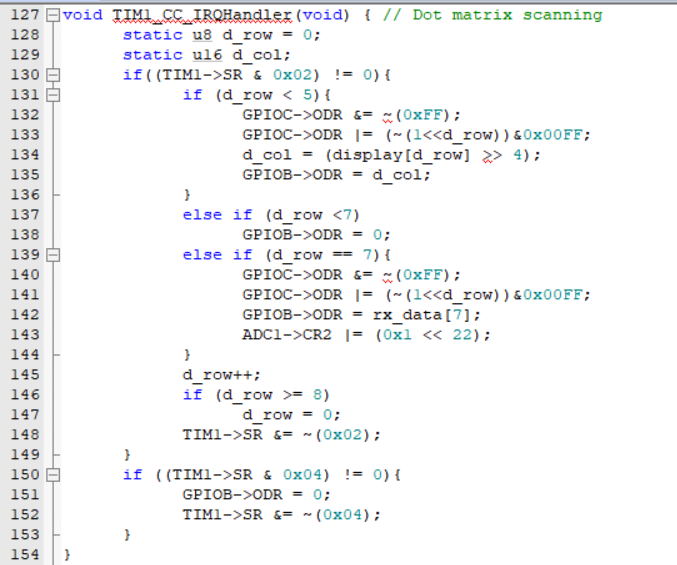 127 void TIM1_CC_IRQHandler(void) { // Dot matrix scanning
128 static u8 d_row = 0;
129 static u16 d_col;
130 if((TIM1->SR & 0x02) != 0){
131 if (d_row < 5){
132 GPIOC->ODR &= ~(0xFF);
133 GPIOC->ODR |= (~(1<<d_row))&0x00FF;
134 d_col = (display[d_row] >> 4);
135 GPIOB->ODR = d_col;
136 }
137 else if (d_row <7)
138 GPIOB->ODR = 0;
139 else if (d_row == 7){
140 GPIOC->ODR &= ~(0xFF);
141 GPIOC->ODR |= (~(1<<d_row))&0x00FF;
142 GPIOB->ODR = rx_data[7];
143 ADC1->CR2 |= (0x1 << 22);
144 }
145 d_row++;
146 if (d_row >= 8)
147 d_row = 0;
148 TIM1->SR &= ~(0x02);
149 }
150 if ((TIM1->SR & 0x04) != 0){
151 GPIOB->ODR = 0;
152 TIM1->SR &= ~(0x04);
153 }
154 }